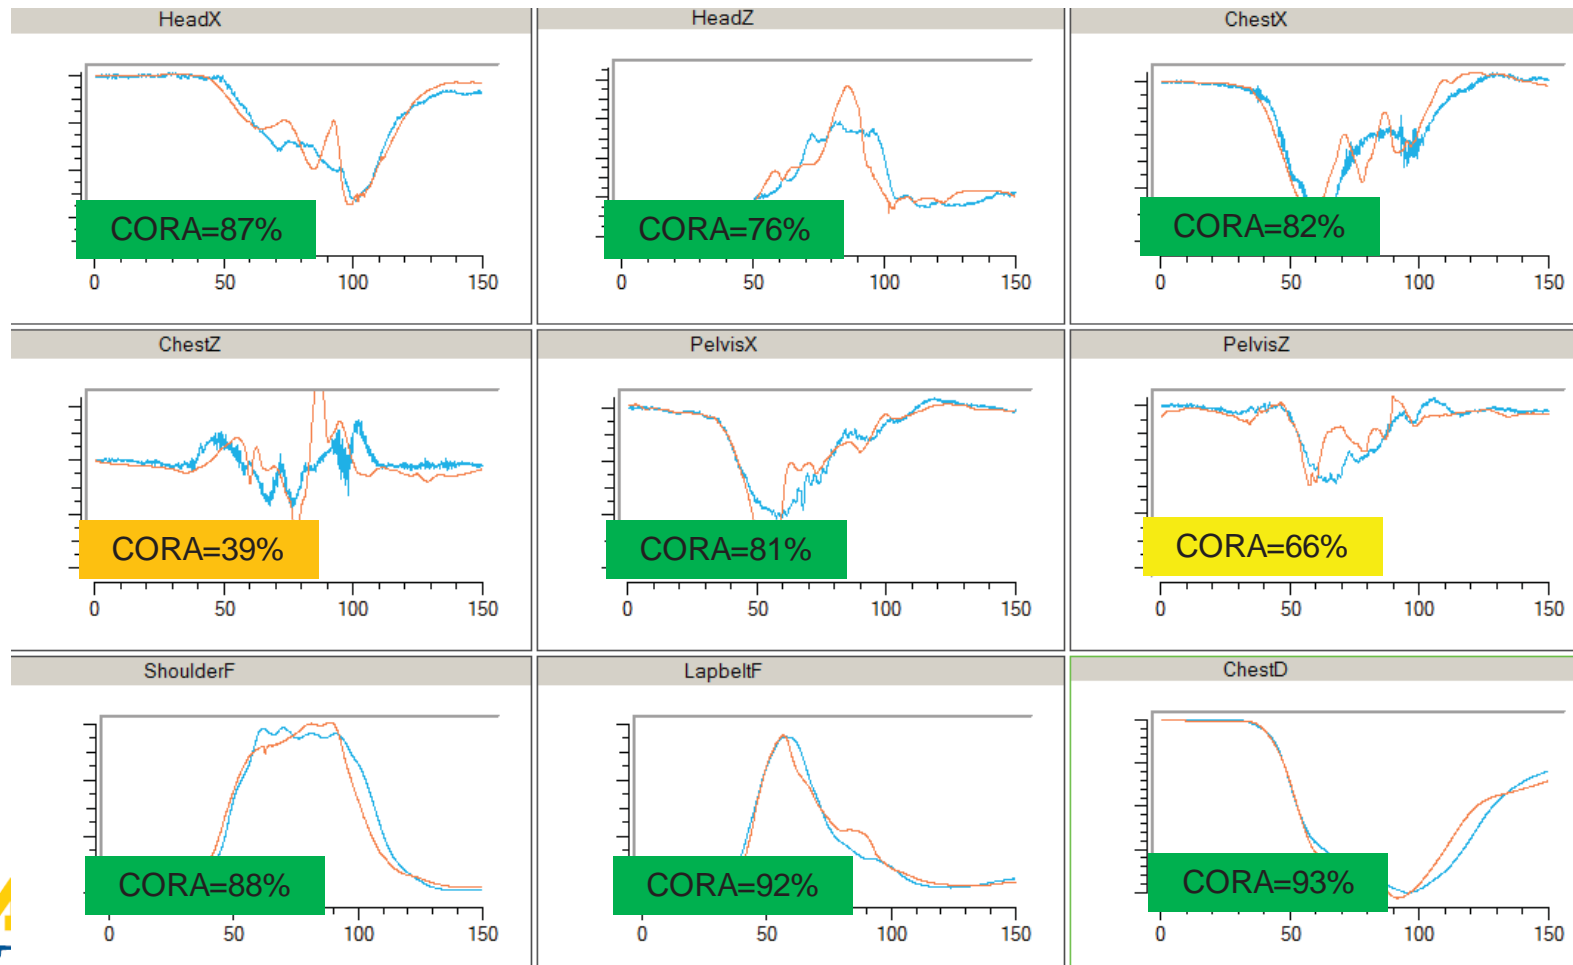 HeadX
HeadZ
ChestX
CORA=87%
CORA=76%
CORA=82%
0 50 100 150
0 50 100 150
0 50 100 150
ChestZ
PelvisX
PelvisZ
CORA=39%
CORA=81%
CORA=66%
0 50 100 150
0 50 100 150
0 50 100 150
ShoulderF
LapbeltF
ChestD
CORA=88%
CORA=92%
CORA=93%
0 50 100 150
0 50 100 150
0 50 100 150